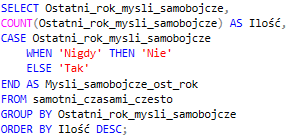 SELECT Ostatni_rok_mysli_samobojcze,
COUNT(Ostatni_rok_mysli_samobojcze) AS Ilość,
CASE Ostatni_rok_mysli_samobojcze
WHEN 'Nigdy' THEN 'Nie'
ELSE 'Tak'
END AS Mysli_samobojcze_ost_rok
FROM samotni_czasami_czesto
GROUP BY Ostatni_rok_mysli_samobojcze
ORDER BY Ilość DESC;